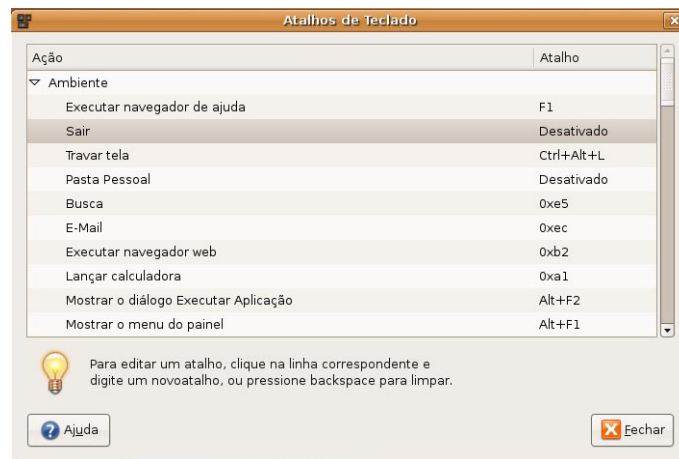 Atalhos de Teclado
Ação Atalho
Ambiente
Executar navegador de ajuda F1
Sair Desativado
Travar tela Ctrl+Alt+L
Pasta Pessoal Desativado
Busca 0xe5
E-Mail 0xec
Executar navegador web 0xb2
Lançar calculadora 0xa1
Mostrar o diálogo Executar Aplicação Alt+F2
Mostrar o menu do painel Alt+F1
Para editar um atalho, clique na linha correspondente e
digite um novoatalho, ou pressione backspace para limpar.
Ajuda Fechar